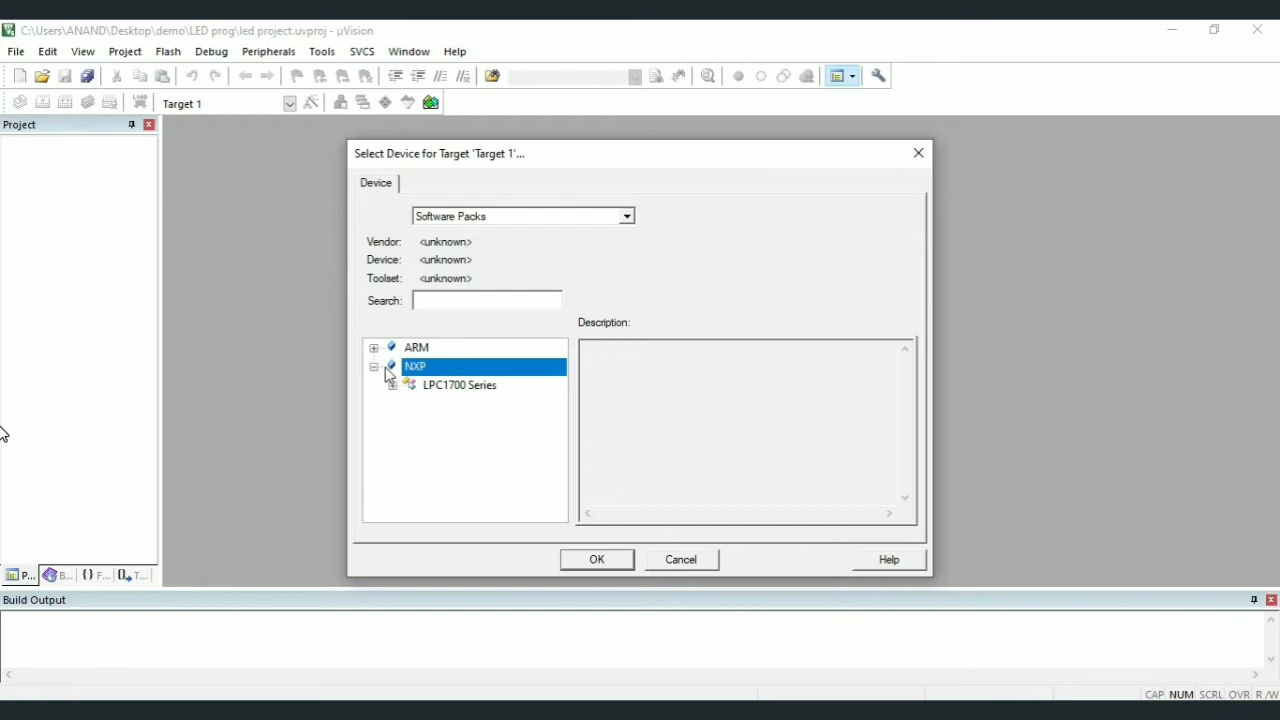 C:\Users\ANAND\Desktop\demo\LED prog\led project.uvproj - µVision
File Edit View Project Flash Debug Peripherals Tools SVCS Window Help
LOAD Target 1
Project
Select Device for Target 'Target 1'...
Device
Software Packs
Vendor: <unknown>
Device: <unknown>
Toolset: <unknown>
Search:
Description:
ARM
NXP
LPC1700 Series
OK Cancel Help
P... B... {} F... T...
Build Output
CAP NUM SCRL OVR R/W